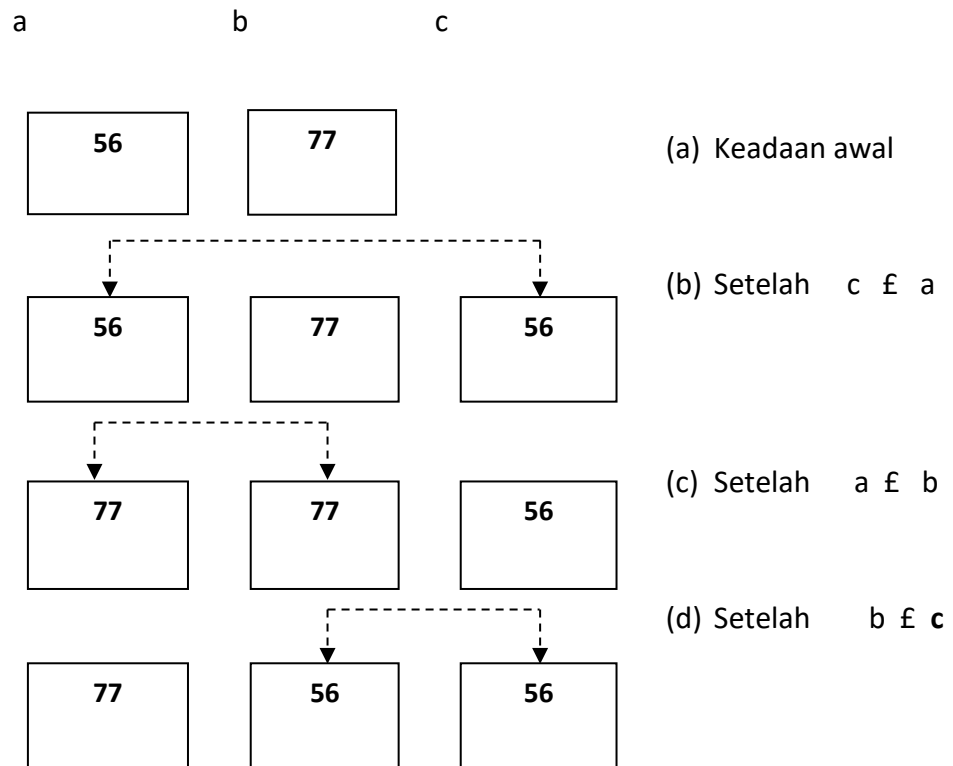 a b c
56 77 (a) Keadaan awal
(b) Setelah c £ a
56 77 56
(c) Setelah a £ b
77 77 56
(d) Setelah b £ c
77 56 56